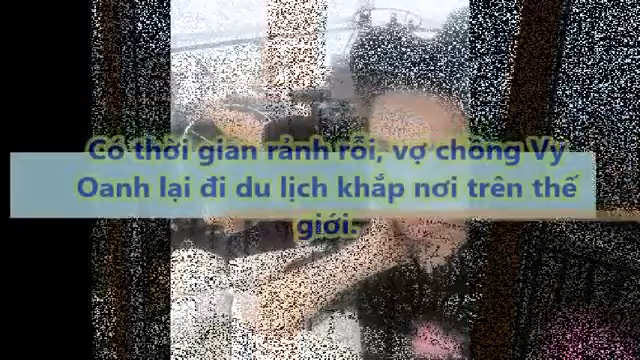 Có thời gian rảnh rỗi, vợ chồng Vy
Oanh lại đi du lịch khắp nơi trên thế
giới.